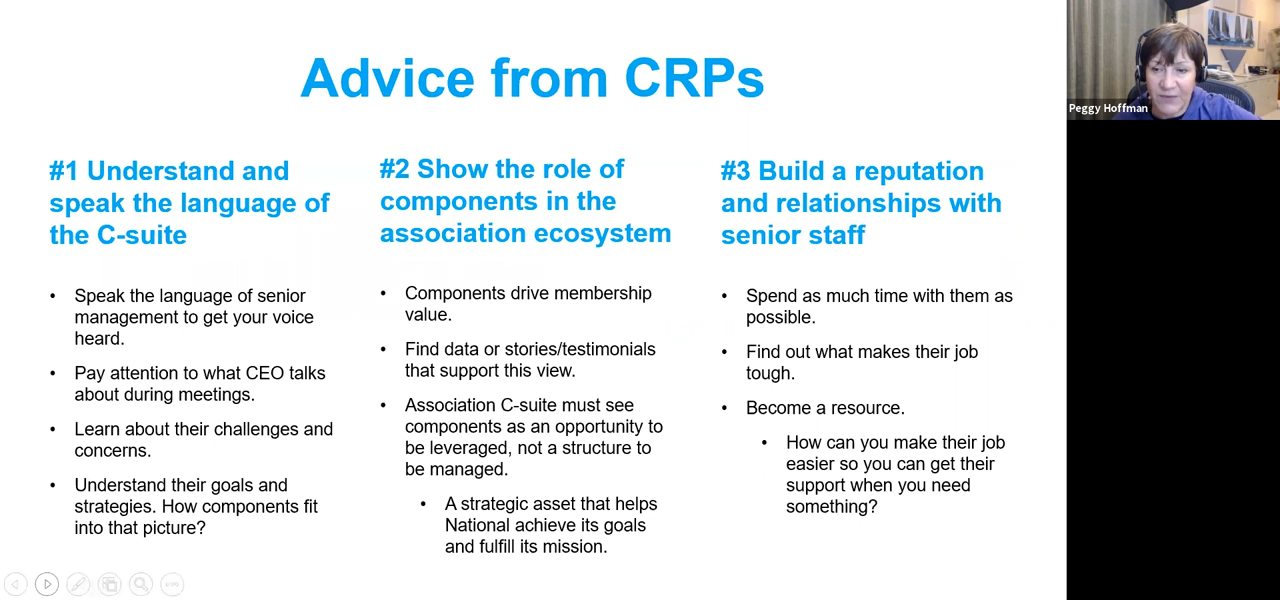 Advice from CRPs
#1 Understand and
speak the language of
the C-suite
• Speak the language of senior
management to get your voice
heard.
• Pay attention to what CEO talks
about during meetings.
• Learn about their challenges and
concerns.
• Understand their goals and
strategies. How components fit
into that picture?
#2 Show the role of
components in the
association ecosystem
• Components drive membership
value.
• Find data or stories/testimonials
that support this view.
• Association C-suite must see
components as an opportunity to
be leveraged, not a structure to
be managed.
• A strategic asset that helps
National achieve its goals
and fulfill its mission.
#3 Build a reputation
and relationships with
senior staff
• Spend as much time with them as
possible.
• Find out what makes their job
tough.
• Become a resource.
• How can you make their job
easier so you can get their
support when you need
something?
Peggy Hoffman